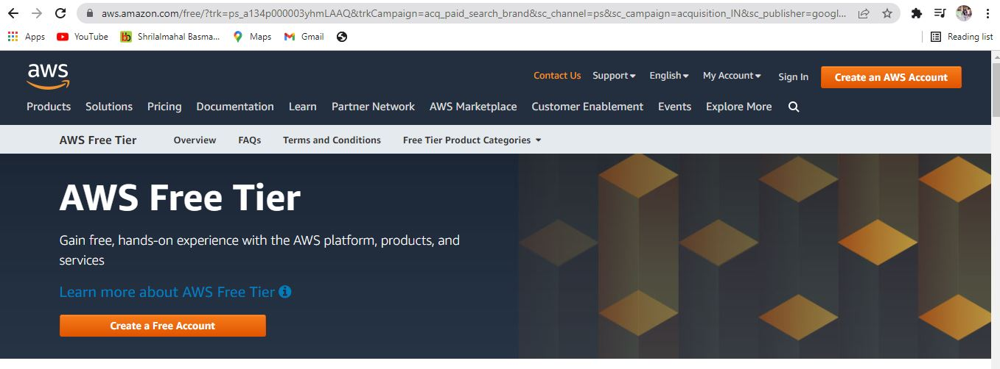 aws.amazon.com/free/?trk=ps_a134p000003yhmLAAQ&trkCampaign=acq_paid_search_brand&sc_channel=ps&sc_campaign=acquisition_IN&sc_publisher=googl...
Apps YouTube Shrilalmahal Basma... Maps Gmail Reading list
aws Contact Us Support English My Account Sign In Create an AWS Account
Products Solutions Pricing Documentation Learn Partner Network AWS Marketplace Customer Enablement Events Explore More
AWS Free Tier Overview FAQs Terms and Conditions Free Tier Product Categories
AWS Free Tier
Gain free, hands-on experience with the AWS platform, products, and
services
Learn more about AWS Free Tier
Create a Free Account